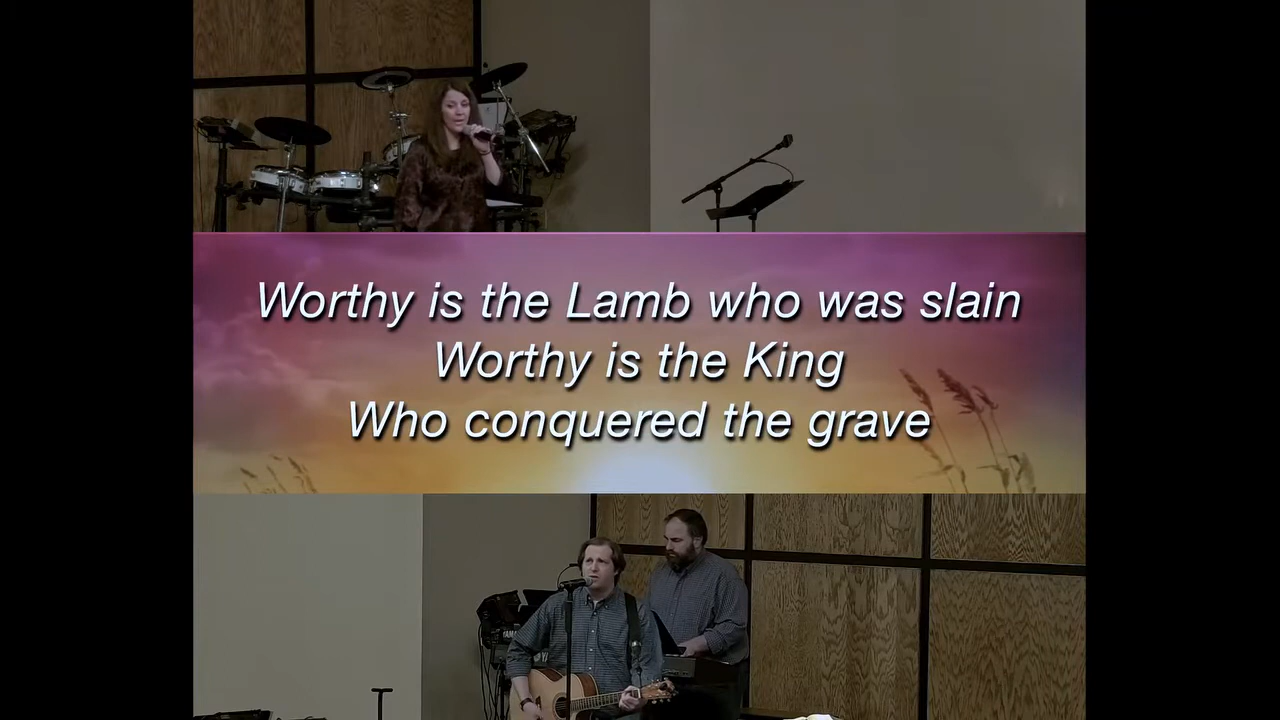 Worthy is the Lamb who was slain
Worthy is the King
Who conquered the grave